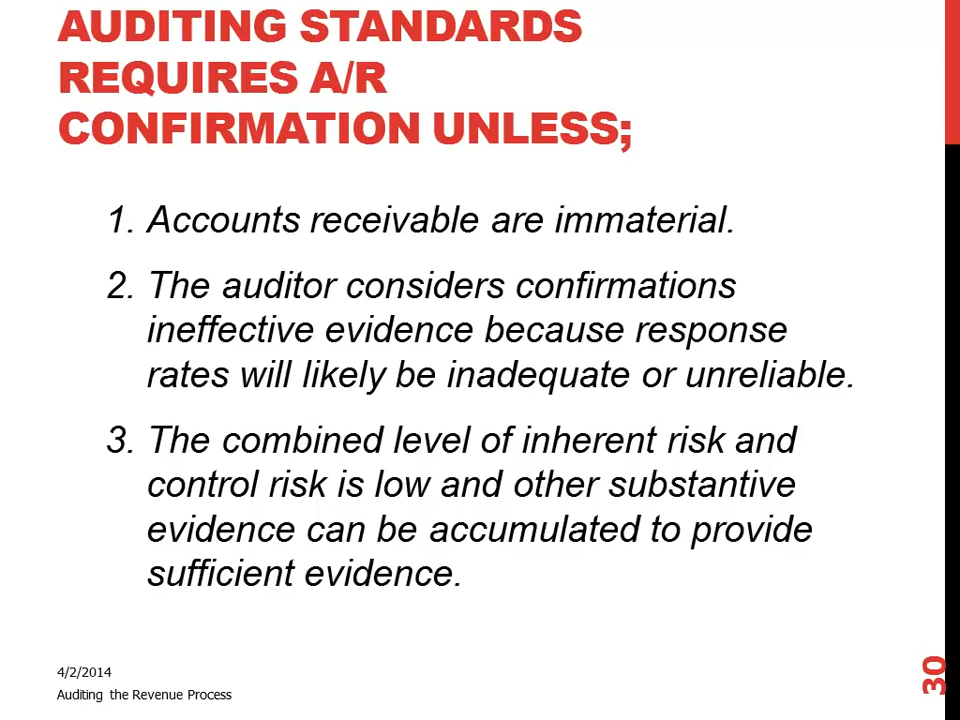 AUDITING STANDARDS
REQUIRES A/R
CONFIRMATION UNLESS;
1. Accounts receivable are immaterial.
2. The auditor considers confirmations
ineffective evidence because response
rates will likely be inadequate or unreliable.
3. The combined level of inherent risk and
control risk is low and other substantive
evidence can be accumulated to provide
sufficient evidence.
4/2/2014
Auditing the Revenue Process
30